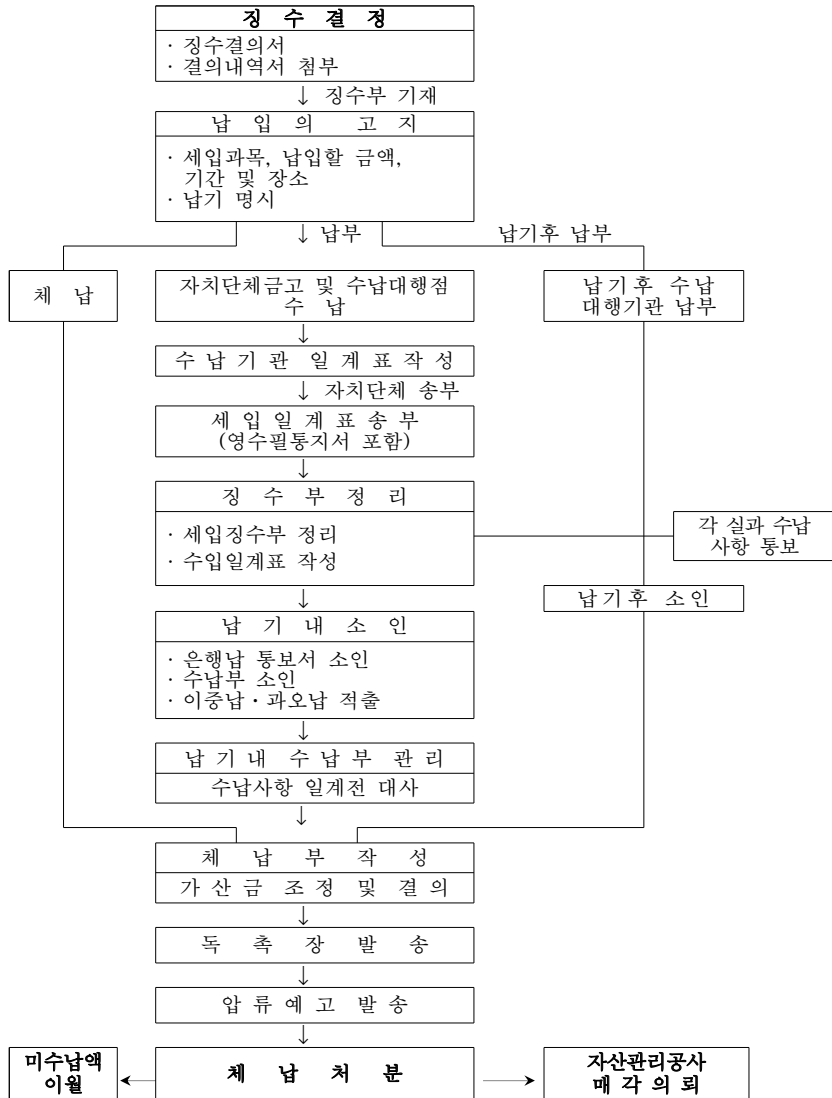 징 수 결 정
· 징수결의서
· 결의내역서 첨부
↓ 징수부 기재
납 입 의 고 지
· 세입과목, 납입할 금액,
기간 및 장소
· 납기 명시
↓ 납부
납기후 납부
체 납
자치단체금고 및 수납대행점
수 납
납기후 수납
대행기관 납부
↓
수납기관 일계표작성
↓ 자치단체 송부
세 입 일 계 표 송 부
(영수필통지서 포함)
↓
징 수 부 정 리
· 세입징수부 정리
· 수입일계표 작성
각 실과 수납
사항 통보
↓
납기후 소인
납 기 내 소 인
· 은행납 통보서 소인
· 수납부 소인
· 이중납·과오납 적출
↓
납기내 수납부 관리
수납사항 일계전 대사
↓
체 납 부 작 성
가산금 조정 및 결의
↓
독 촉 장 발 송
↓
압류예고 발송
↓
미수납액
이월
체 납 처 분
자산관리공사
매각의뢰